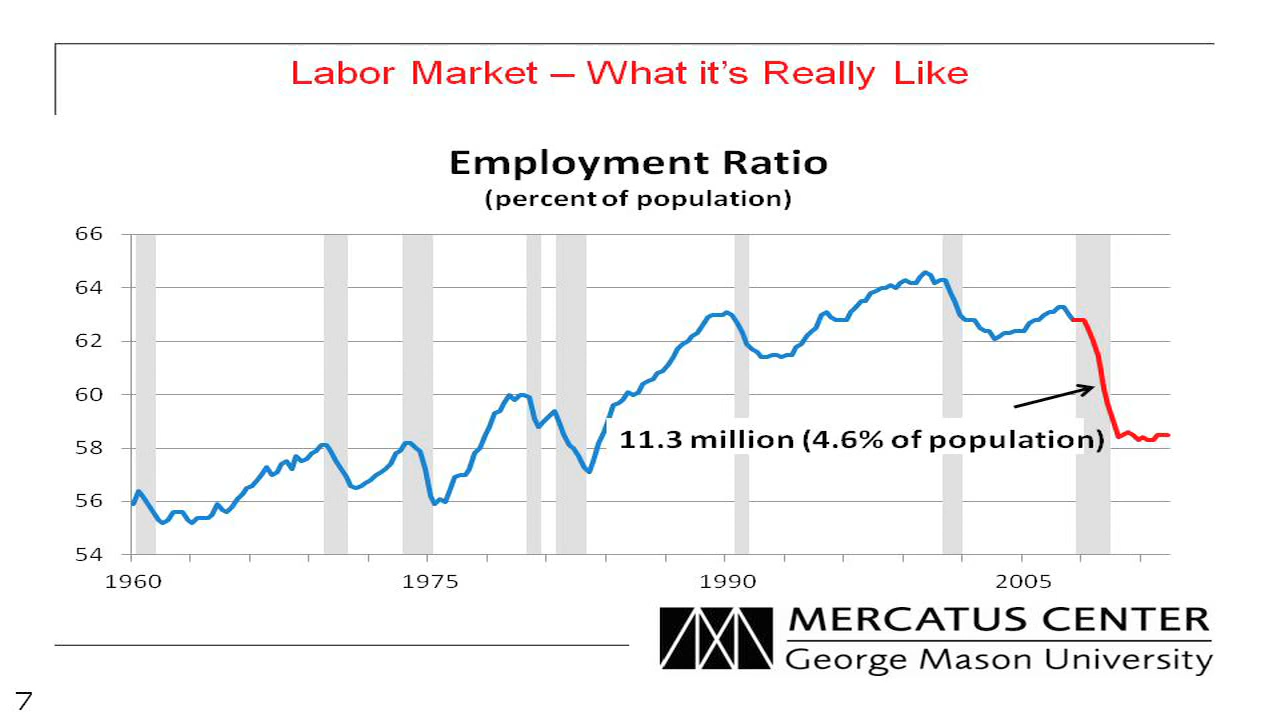 Labor Market – What it's Really Like
Employment Ratio
(percent of population)
66
64
62
60
58
56
54
11.3 million (4.6% of population)
1960 1975 1990 2005
MERCATUS CENTER
George Mason University
7